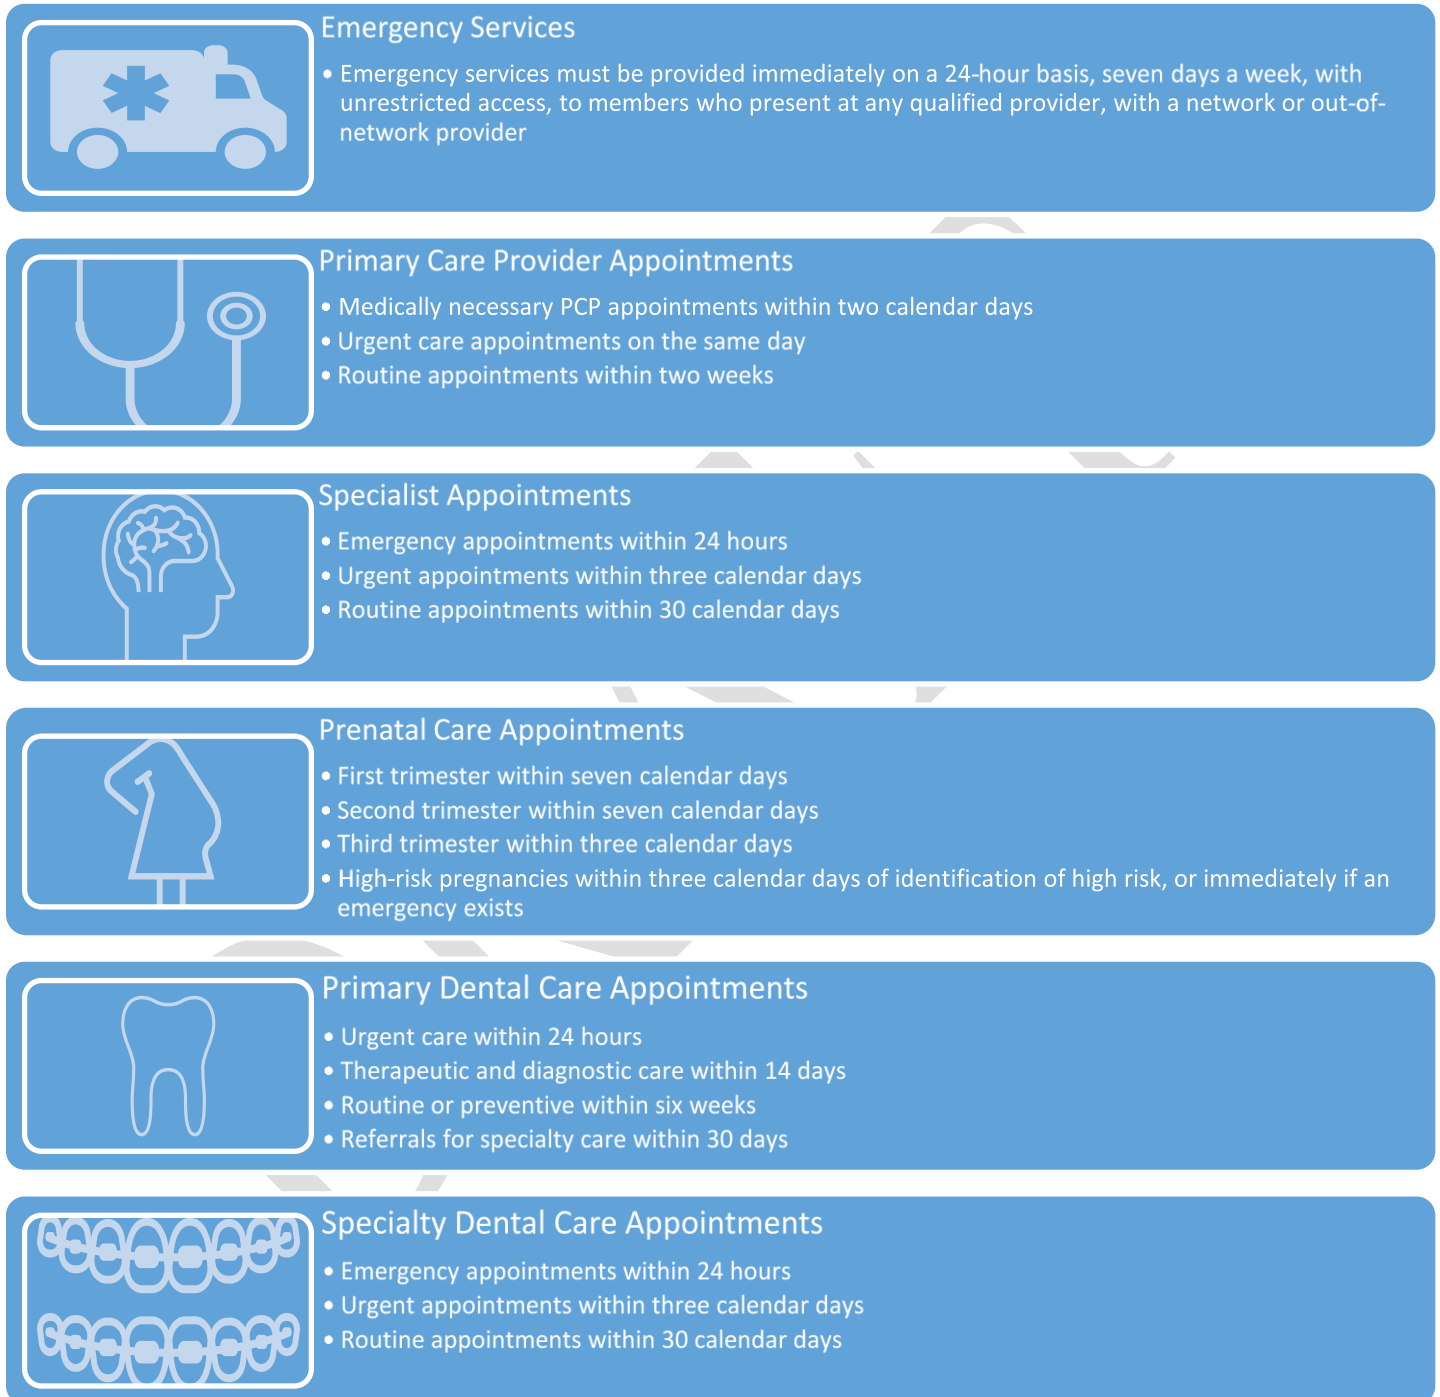 Emergency Services
• Emergency services must be provided immediately on a 24-hour basis, seven days a week, with
unrestricted access, to members who present at any qualified provider, with a network or out-of-
network provider
Primary Care Provider Appointments
• Medically necessary PCP appointments within two calendar days
• Urgent care appointments on the same day
• Routine appointments within two weeks
Specialist Appointments
• Emergency appointments within 24 hours
• Urgent appointments within three calendar days
• Routine appointments within 30 calendar days
Prenatal Care Appointments
• First trimester within seven calendar days
• Second trimester within seven calendar days
• Third trimester within three calendar days
• High-risk pregnancies within three calendar days of identification of high risk, or immediately if an
emergency exists
Primary Dental Care Appointments
• Urgent care within 24 hours
• Therapeutic and diagnostic care within 14 days
• Routine or preventive within six weeks
• Referrals for specialty care within 30 days
Specialty Dental Care Appointments
• Emergency appointments within 24 hours
• Urgent appointments within three calendar days
• Routine appointments within 30 calendar days